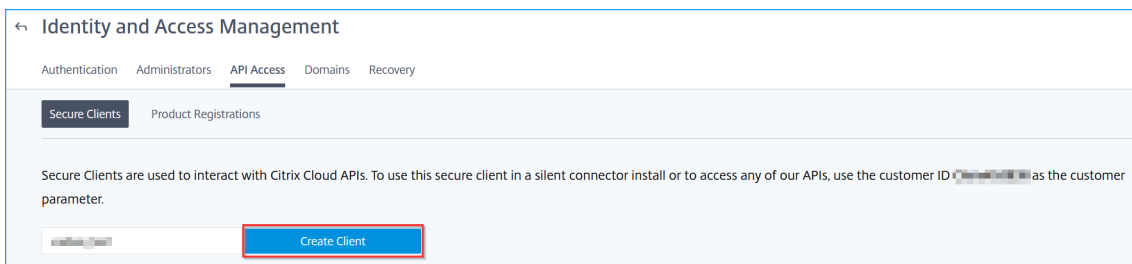 Identity and Access Management
Authentication Administrators API Access Domains Recovery
Secure Clients Product Registrations
Secure Clients are used to interact with Citrix Cloud APIs. To use this secure client in a silent connector install or to access any of our APIs, use the customer ID as the customer
parameter.
Create Client